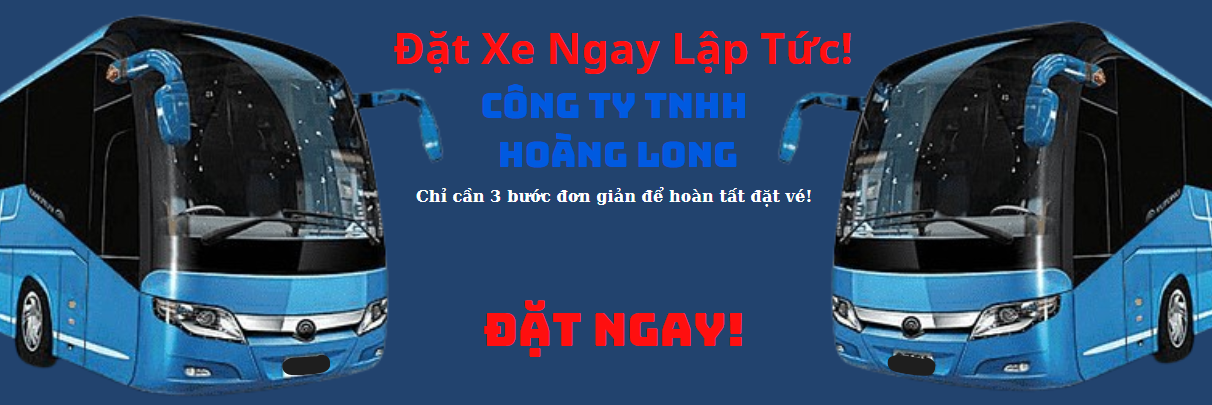 Đặt Xe Ngay Lập Tức!
CÔNG TY TNHH
HOÀNG LONG
Chỉ cần 3 bước đơn giản để hoàn tất đặt vé!
ĐẶT NGAY!